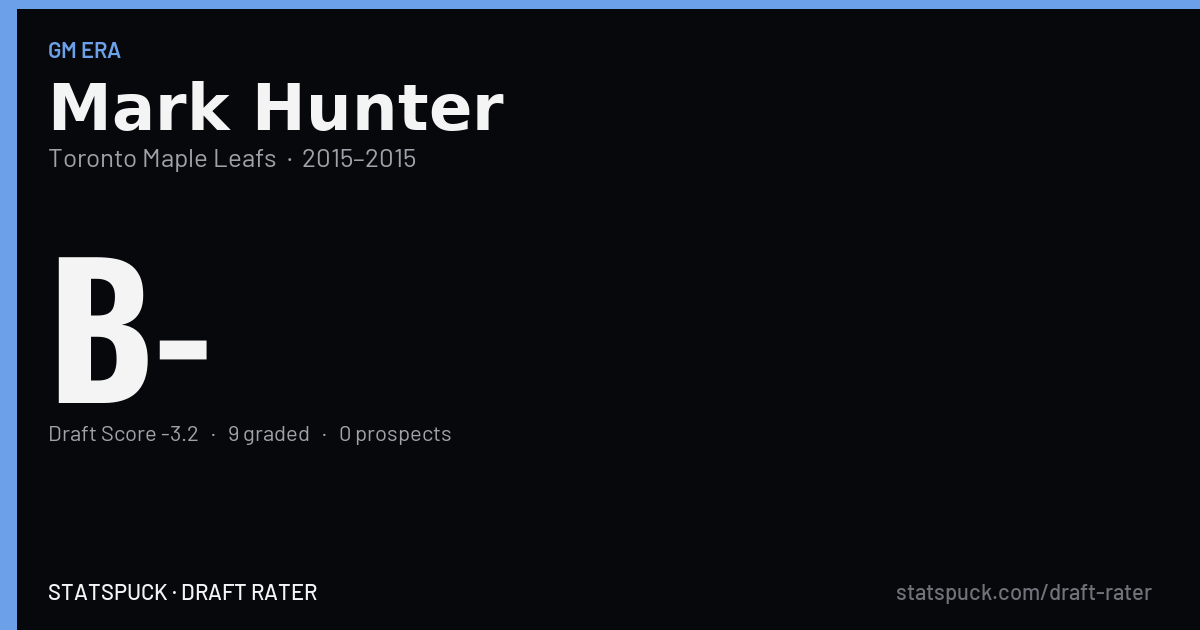 GM ERA
Mark Hunter
Toronto Maple Leafs · 2015–2015
B-
Draft Score -3.2 · 9 graded · 0 prospects
STATSPUCK · DRAFT RATER
statspuck.com/draft-rater